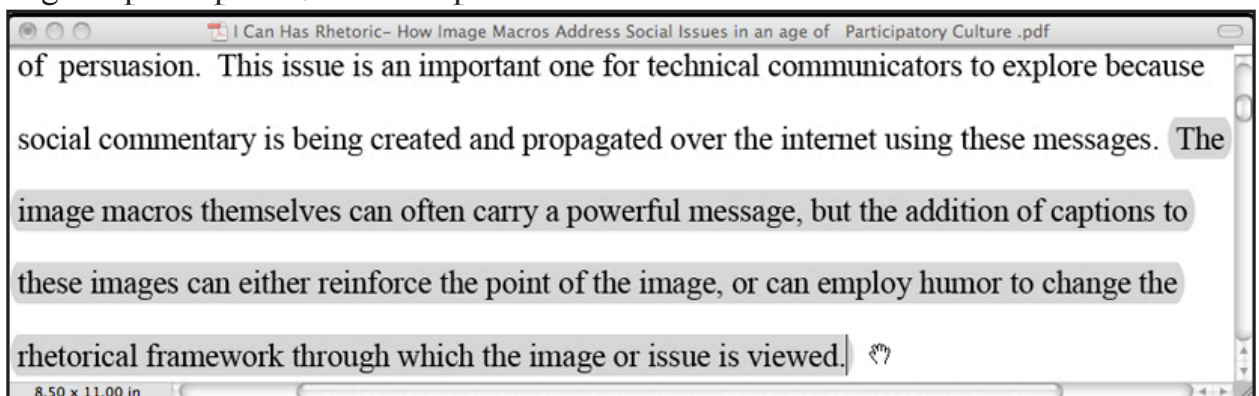 I Can Has Rhetoric- How Image Macros Address Social Issues in an age of Participatory Culture .pdf
of persuasion. This issue is an important one for technical communicators to explore because
social commentary is being created and propagated over the internet using these messages. The
image macros themselves can often carry a powerful message, but the addition of captions to
these images can either reinforce the point of the image, or can employ humor to change the
rhetorical framework through which the image or issue is viewed.
8.50 x 11.00 in